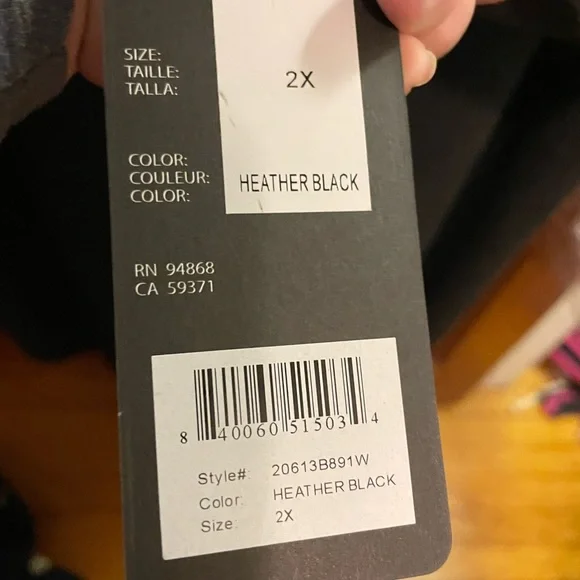 SIZE:
TAILLE:
TALLA:
2X
COLOR:
COULEUR:
COLOR:
HEATHER BLACK
RN 94868
CA 59371
8 40060 51503 4
Style#: 20613B891W
Color: HEATHER BLACK
Size: 2X